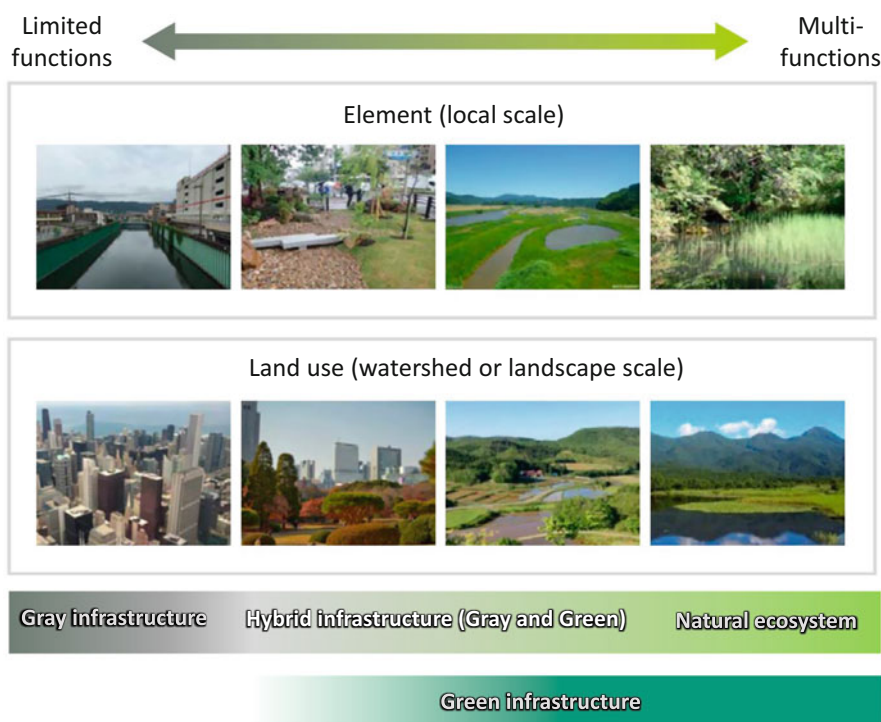 Limited
functions
Multi-
functions
Element (local scale)
Land use (watershed or landscape scale)
Gray infrastructure
Hybrid infrastructure (Gray and Green)
Natural ecosystem
Green infrastructure